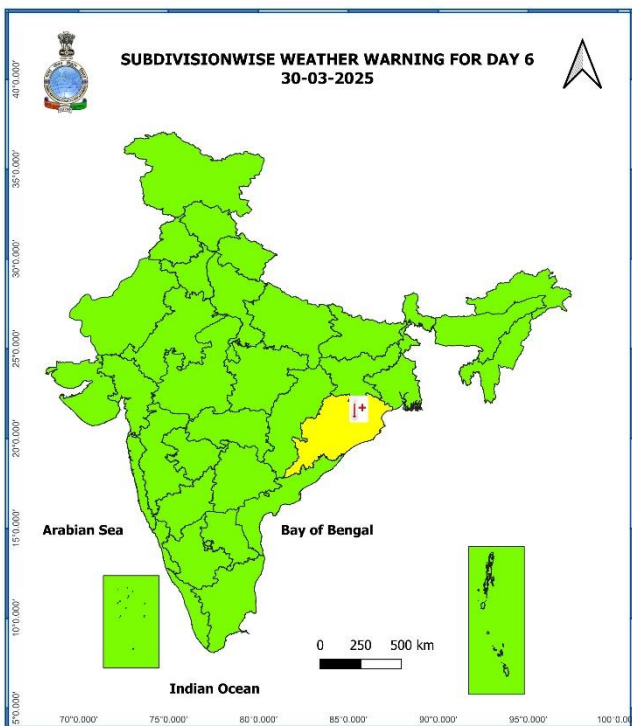 SUBDIVISIONWISE WEATHER WARNING FOR DAY 6
30-03-2025
40°0.000'
35°0.000'
30°0.000'
25°0.000'
20°0.000'
15°0.000'
10°0.000'
5°0.000'
Arabian Sea
Bay of Bengal
0 250 500 km
Indian Ocean
70°0.000' 75°0.000' 80°0.000' 85°0.000' 90°0.000' 95°0.000' 100°0.0